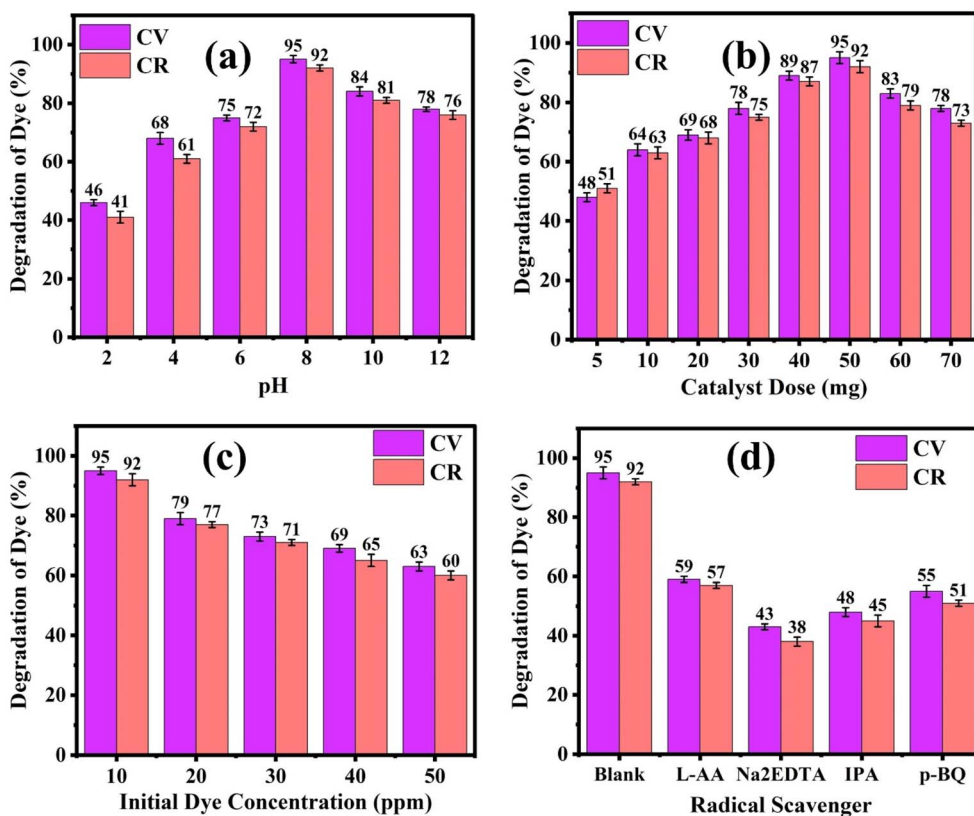 (a)
CV
CR
Degradation of Dye (%)
100
80
60
40
20
0
46 41
68 61
75 72
95 92
84 81
78 76
2 4 6 8 10 12
pH
(b)
CV
CR
Degradation of Dye (%)
100
80
60
40
20
0
48 51
64 63
69 68
78 75
89 87
95 92
83 79
78 73
5 10 20 30 40 50 60 70
Catalyst Dose (mg)
(c)
CV
CR
Degradation of Dye (%)
100
80
60
40
20
0
95 92
79 77
73 71
69 65
63 60
10 20 30 40 50
Initial Dye Concentration (ppm)
(d)
CV
CR
Degradation of Dye (%)
100
80
60
40
20
0
95 92
59 57
43 38
48 45
55 51
Blank L-AA Na2EDTA IPA p-BQ
Radical Scavenger